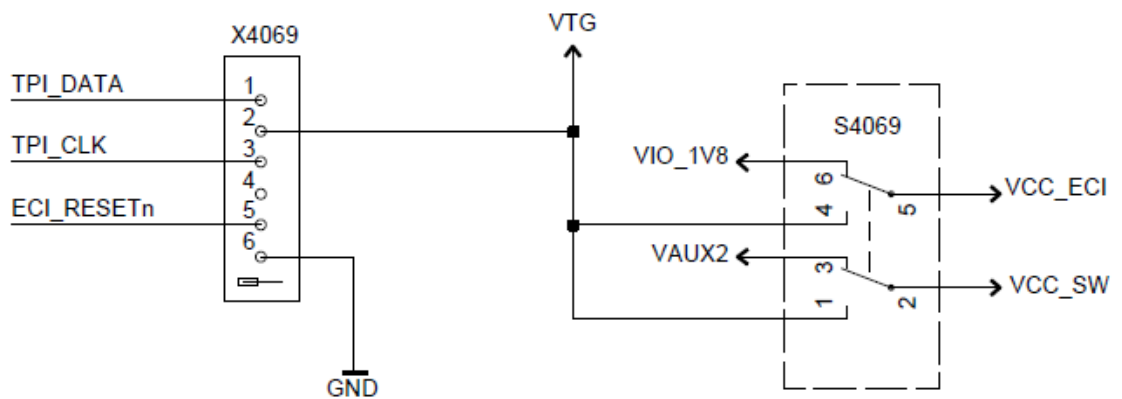 VTG
X4069
TPI_DATA
1
2
TPI_CLK
3
4
ECI_RESETn
5
6
GND
S4069
VIO_1V8
6
VCC_ECI
4
5
VAUX2
3
VCC_SW
1
2